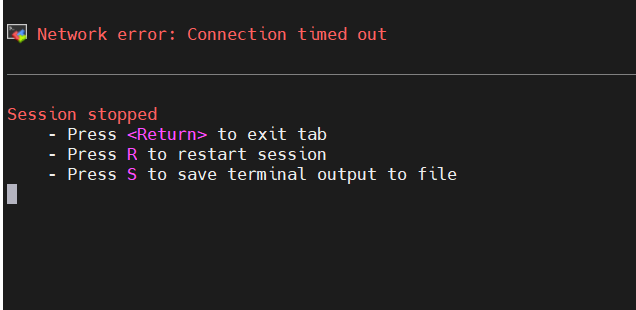 Network error: Connection timed out
Session stopped
- Press <Return> to exit tab
- Press R to restart session
- Press S to save terminal output to file